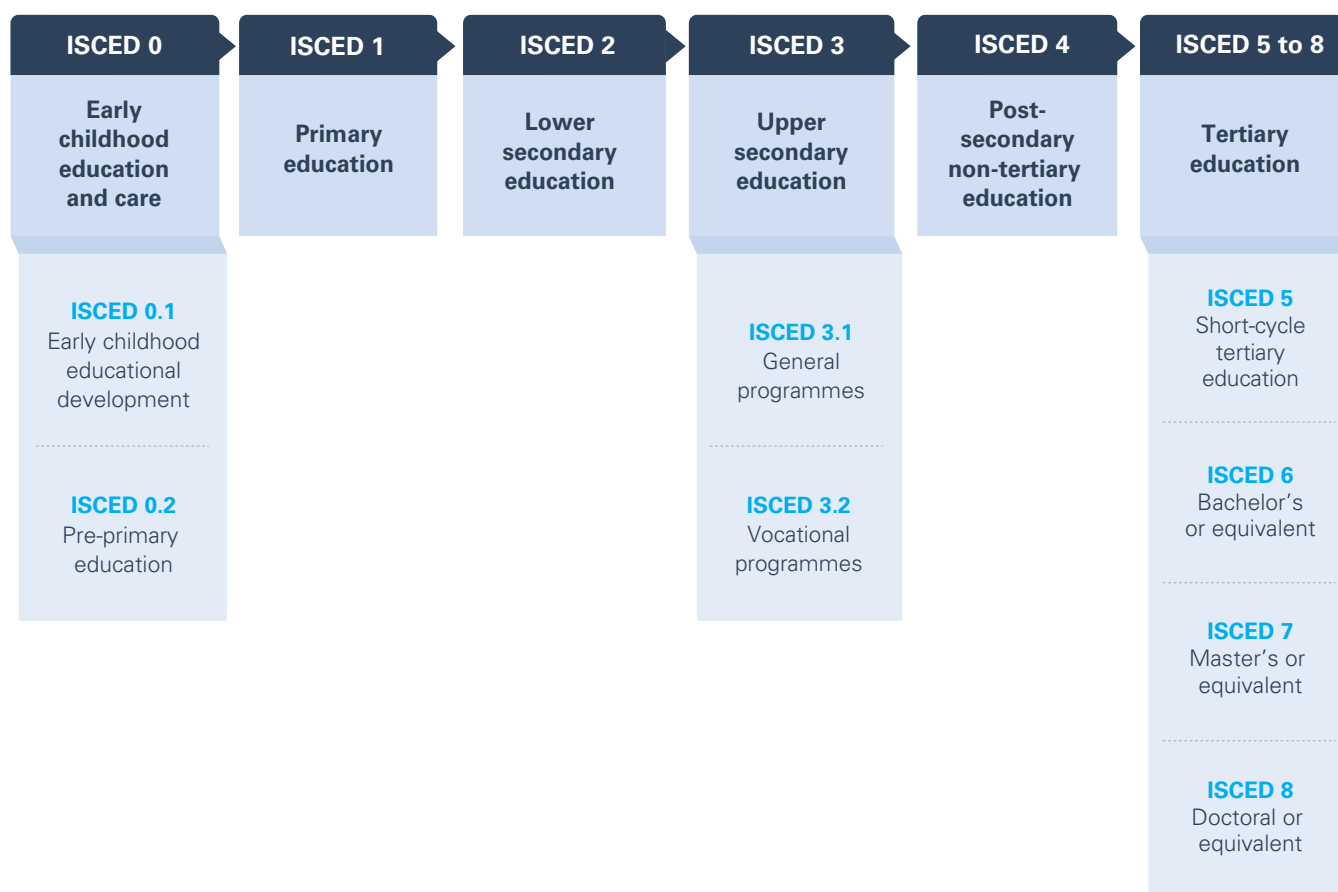 ISCED 0
Early
childhood
education
and care
ISCED 0.1
Early childhood
educational
development
ISCED 0.2
Pre-primary
education
ISCED 1
Primary
education
ISCED 2
Lower
secondary
education
ISCED 3
Upper
secondary
education
ISCED 3.1
General
programmes
ISCED 3.2
Vocational
programmes
ISCED 4
Post-
secondary
non-tertiary
education
ISCED 5 to 8
Tertiary
education
ISCED 5
Short-cycle
tertiary
education
ISCED 6
Bachelor’s
or equivalent
ISCED 7
Master’s or
equivalent
ISCED 8
Doctoral or
equivalent